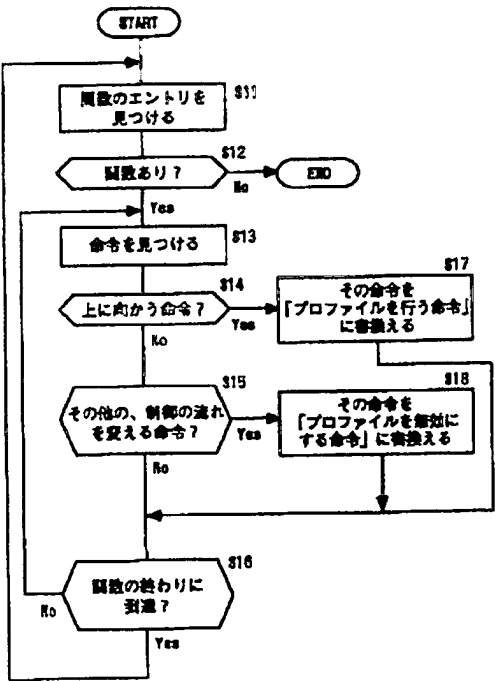 START
S11
関数のエントリを
見つける
S12
関数あり？
No
END
Yes
S13
命令を見つける
S14
上に向かう命令？
Yes
No
S17
その命令を
「プロファイルを行う命令」
に書換える
S15
その他の、制御の流れ
を変える命令？
Yes
No
S18
その命令を
「プロファイルを無効に
する命令」に書換える
S16
関数の終わりに
到達？
No
Yes